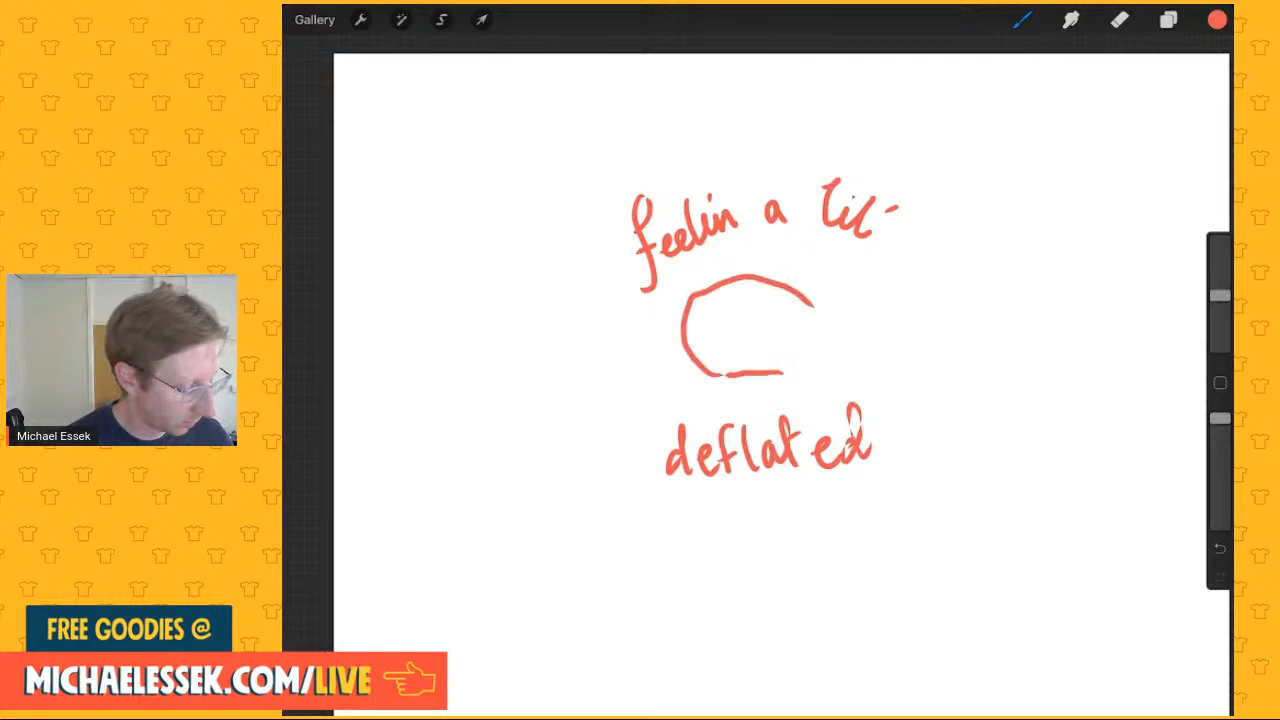 Gallery
feelin a lil-
deflated
Michael Essek
FREE GOODIES @
MICHAELESSEK.COM/LIVE